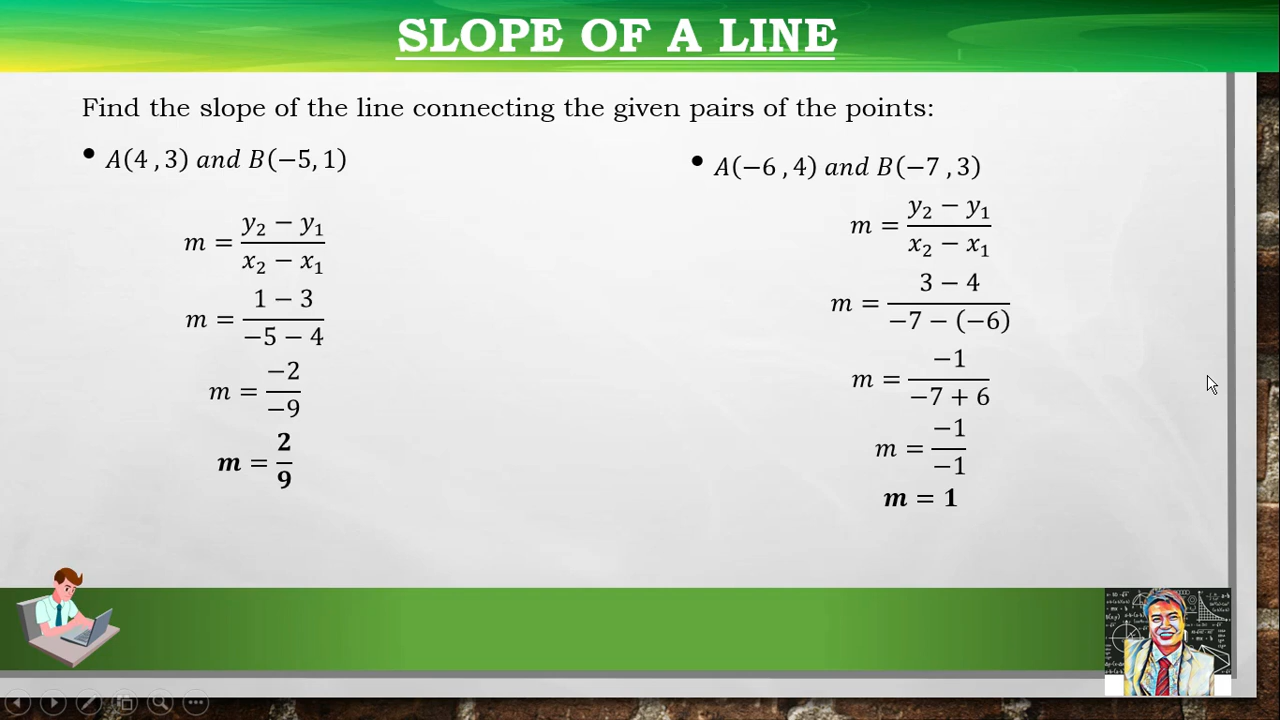 SLOPE OF A LINE
Find the slope of the line connecting the given pairs of the points:
• A(4 , 3) and B(−5, 1)
m = (y₂ − y₁)/(x₂ − x₁)
m = (1 − 3)/(−5 − 4)
m = −2/−9
m = 2/9
• A(−6 , 4) and B(−7 , 3)
m = (y₂ − y₁)/(x₂ − x₁)
m = (3 − 4)/(−7 − (−6))
m = −1/(−7 + 6)
m = −1/−1
m = 1